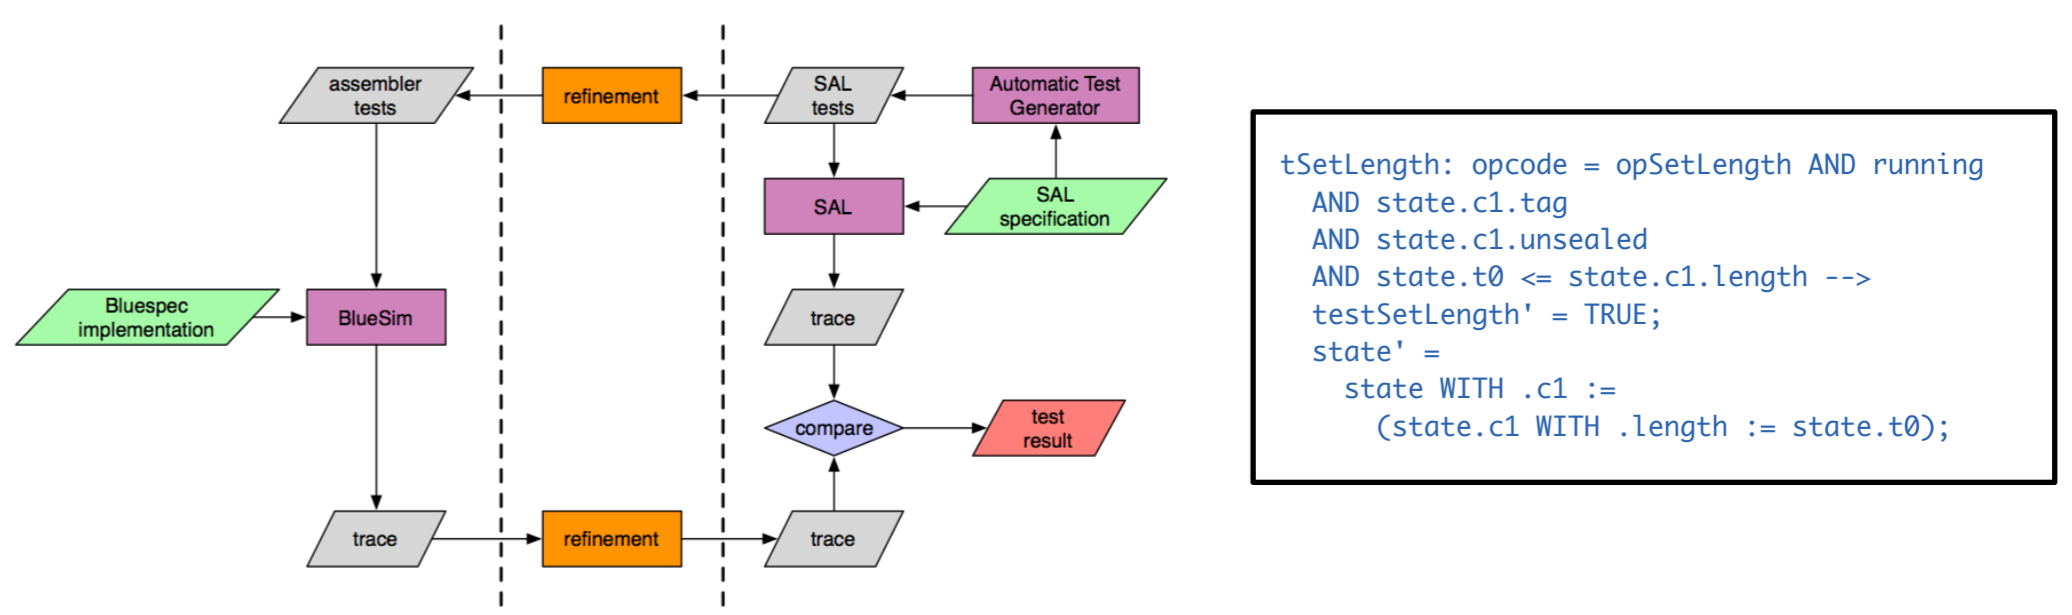 assembler
tests
refinement
SAL
tests
Automatic Test
Generator
SAL
SAL
specification
Bluespec
implementation
BlueSim
trace
compare
test
result
trace
refinement
trace
tSetLength: opcode = opSetLength AND running
AND state.c1.tag
AND state.c1.unsealed
AND state.t0 <= state.c1.length -->
testSetLength' = TRUE;
state' =
state WITH .c1 :=
(state.c1 WITH .length := state.t0);